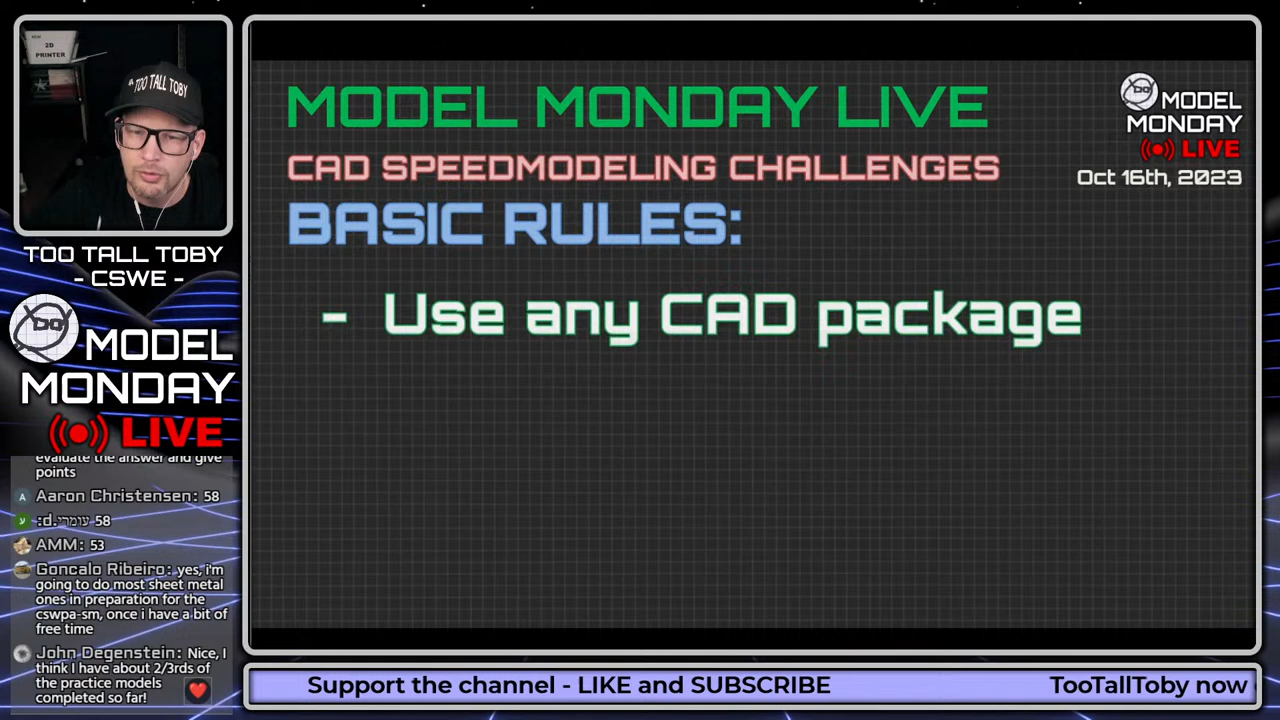 NEW
2D
PRINTER
TOO TALL TOBY
TOO TALL TOBY
- CSWE -
MODEL
MONDAY
LIVE
evaluate the answer and give
points
A Aaron Christensen: 58
ע עומרי.d: 58
AMM: 53
Goncalo Ribeiro: yes, i'm
going to do most sheet metal
ones in preparation for the
cswpa-sm, once i have a bit of
free time
John Degenstein: Nice, I
think I have about 2/3rds of
the practice models
completed so far!
MODEL MONDAY LIVE
CAD SPEEDMODELING CHALLENGES
BASIC RULES:
- Use any CAD package
MODEL
MONDAY
LIVE
Oct 16th, 2023
Support the channel - LIKE and SUBSCRIBE
TooTallToby now